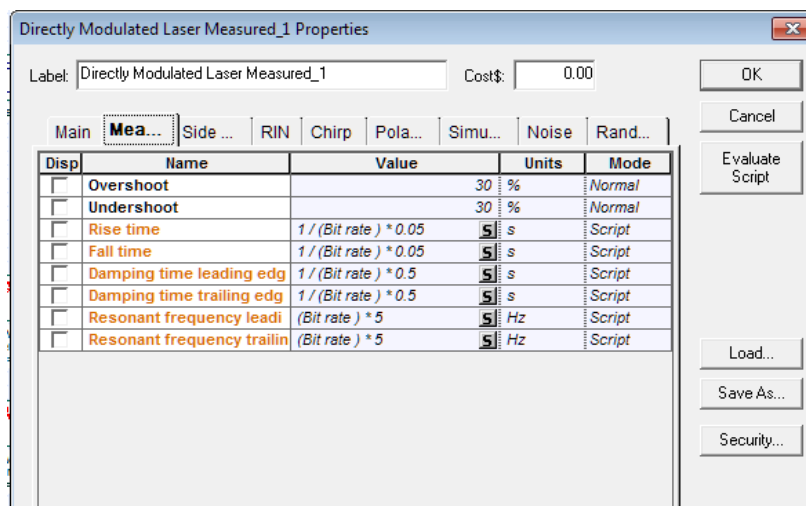 Directly Modulated Laser Measured_1 Properties
Label: Directly Modulated Laser Measured_1 Cost$: 0.00 OK
Cancel
Main Mea... Side ... RIN Chirp Pola... Simu... Noise Rand...
Evaluate Script
Disp Name Value Units Mode
Overshoot 30 % Normal
Undershoot 30 % Normal
Rise time 1 / (Bit rate ) * 0.05 S s Script
Fall time 1 / (Bit rate ) * 0.05 S s Script
Damping time leading edg 1 / (Bit rate ) * 0.5 S s Script
Damping time trailing edg 1 / (Bit rate ) * 0.5 S s Script
Resonant frequency leadi (Bit rate ) * 5 S Hz Script
Resonant frequency trailin (Bit rate ) * 5 S Hz Script
Load...
Save As...
Security...